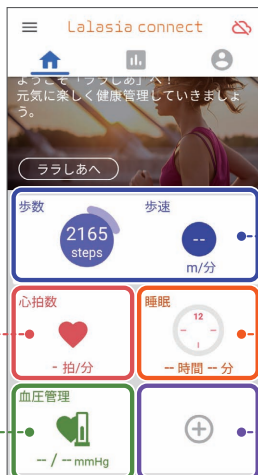 Lalasia connect
ようこそ「ララしあ」へ！
元気に楽しく健康管理していきましょ
う。
ララしあへ
歩数
歩速
2165
steps
--
m/分
心拍数
睡眠
12
- 拍/分
-- 時間 -- 分
血圧管理
-- / -- mmHg